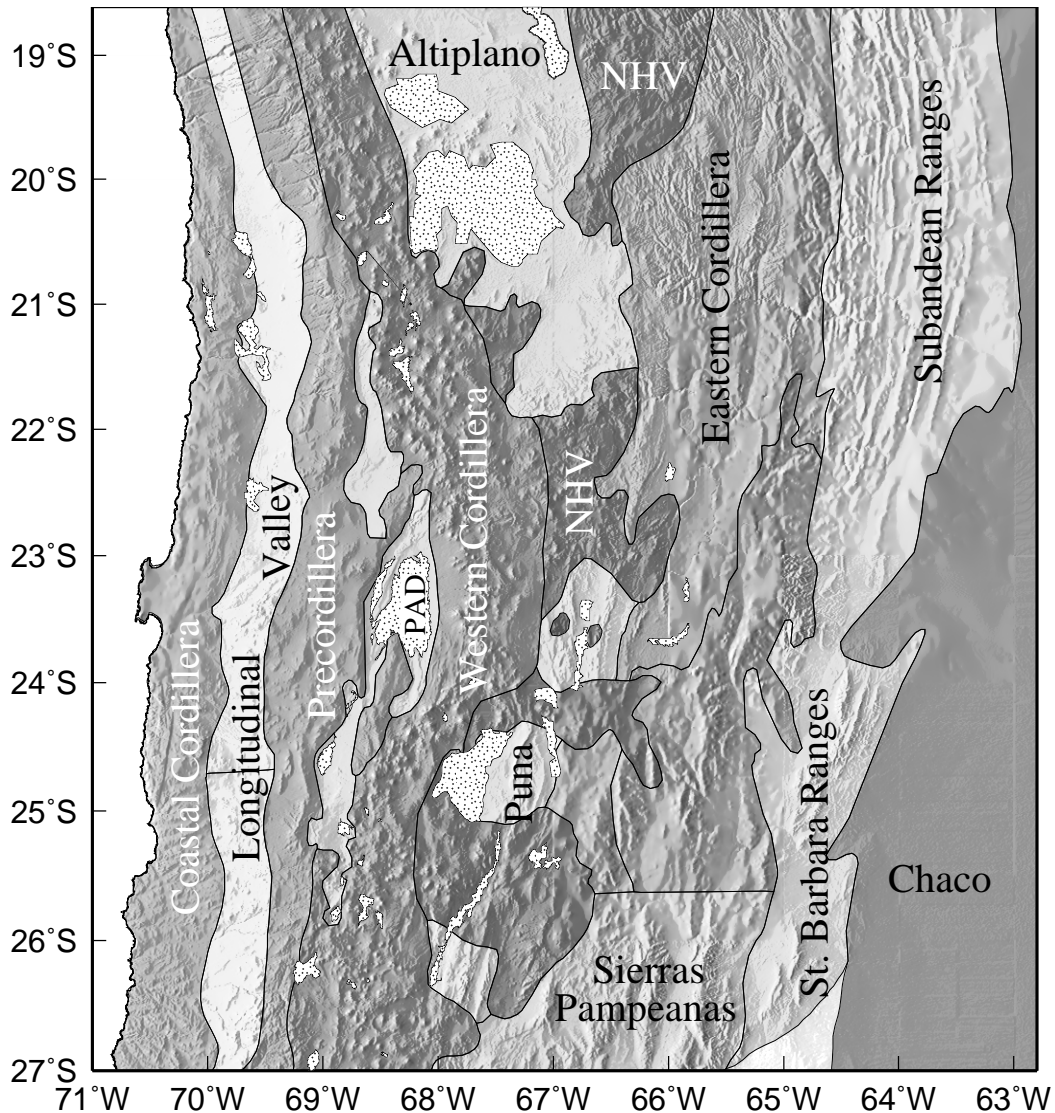 19°S
20°S
21°S
22°S
23°S
24°S
25°S
26°S
27°S
71°W
70°W
69°W
68°W
67°W
66°W
65°W
64°W
63°W
Altiplano
NHV
Subandean Ranges
Eastern Cordillera
Western Cordillera
NHV
Valley
Longitudinal
Precordillera
PAD
Coastal Cordillera
Puna
St. Barbara Ranges
Chaco
Sierras
Pampeanas